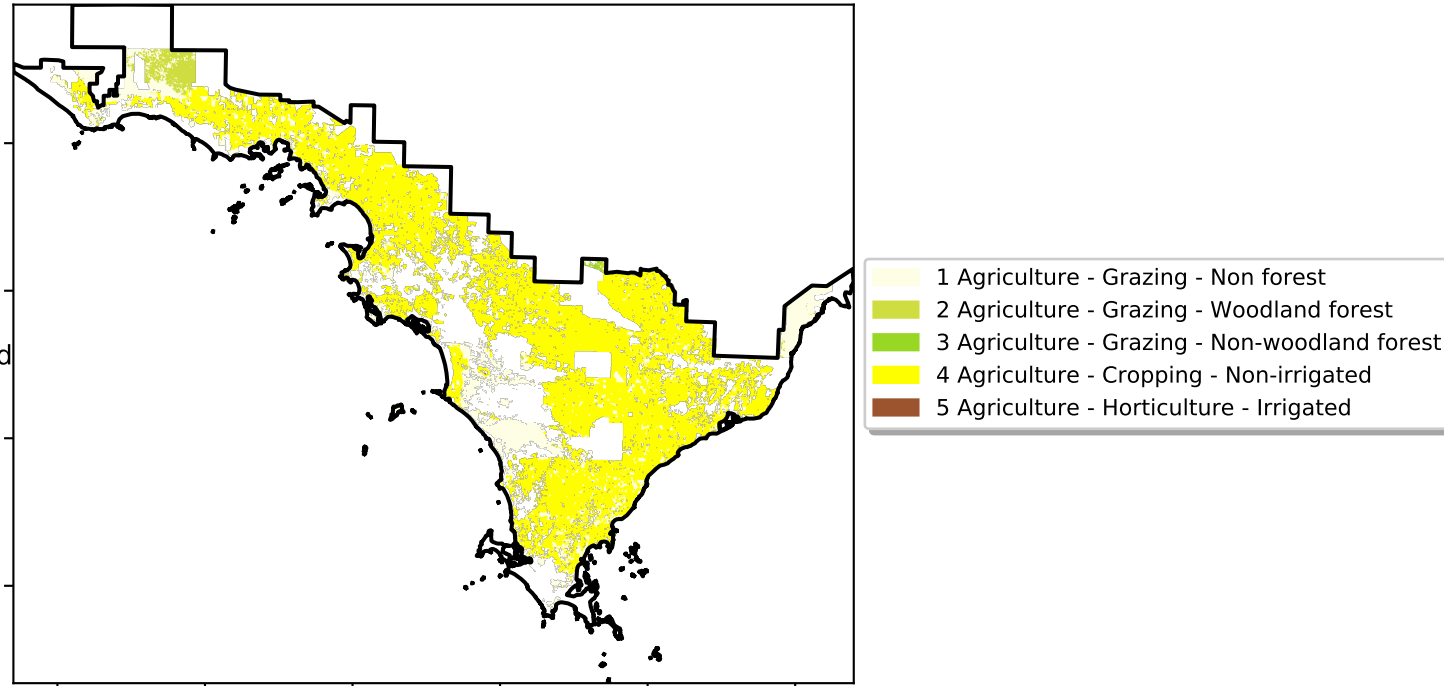 d
1 Agriculture - Grazing - Non forest
2 Agriculture - Grazing - Woodland forest
3 Agriculture - Grazing - Non-woodland forest
4 Agriculture - Cropping - Non-irrigated
5 Agriculture - Horticulture - Irrigated